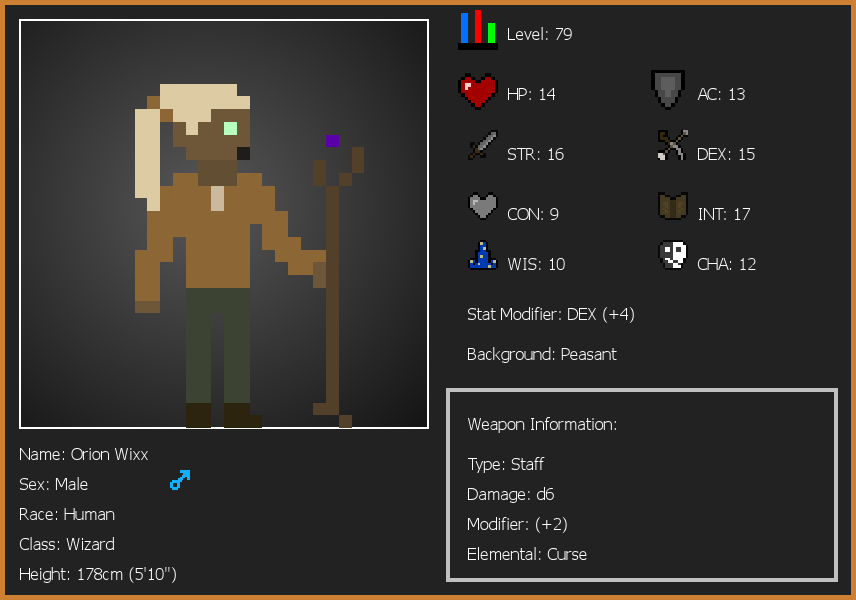 Level: 79
HP: 14
AC: 13
STR: 16
DEX: 15
CON: 9
INT: 17
WIS: 10
CHA: 12
Stat Modifier: DEX (+4)
Background: Peasant
Weapon Information:
Type: Staff
Damage: d6
Modifier: (+2)
Elemental: Curse
Name: Orion Wixx
Sex: Male
Race: Human
Class: Wizard
Height: 178cm (5'10")